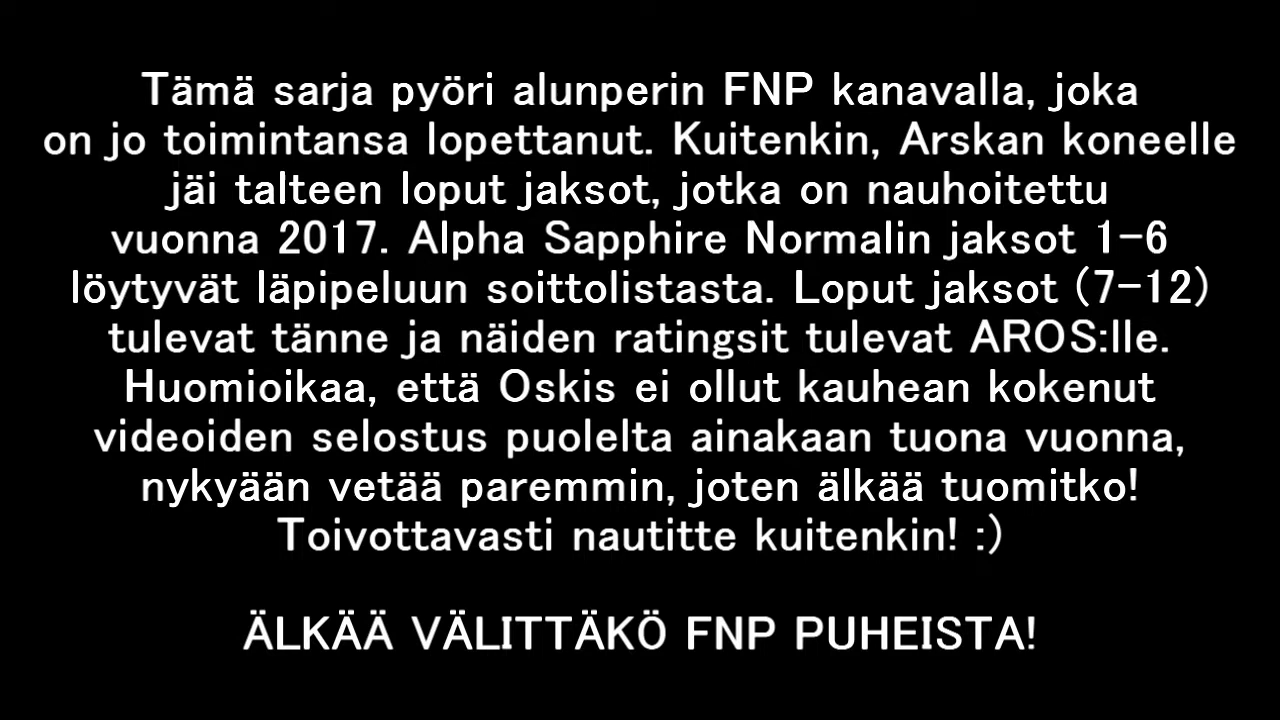 Tämä sarja pyöri alunperin FNP kanavalla, joka
on jo toimintansa lopettanut. Kuitenkin, Arskan koneelle
jäi talteen loput jaksot, jotka on nauhoitettu
vuonna 2017. Alpha Sapphire Normalin jaksot 1-6
löytyvät läpipeluun soittolistasta. Loput jaksot (7-12)
tulevat tänne ja näiden ratingsit tulevat AROS:lle.
Huomioikaa, että Oskis ei ollut kauhean kokenut
videoiden selostus puolelta ainakaan tuona vuonna,
nykyään vetää paremmin, joten älkää tuomitko!
Toivottavasti nautitte kuitenkin! :)
ÄLKÄÄ VÄLITTÄKÖ FNP PUHEISTA!